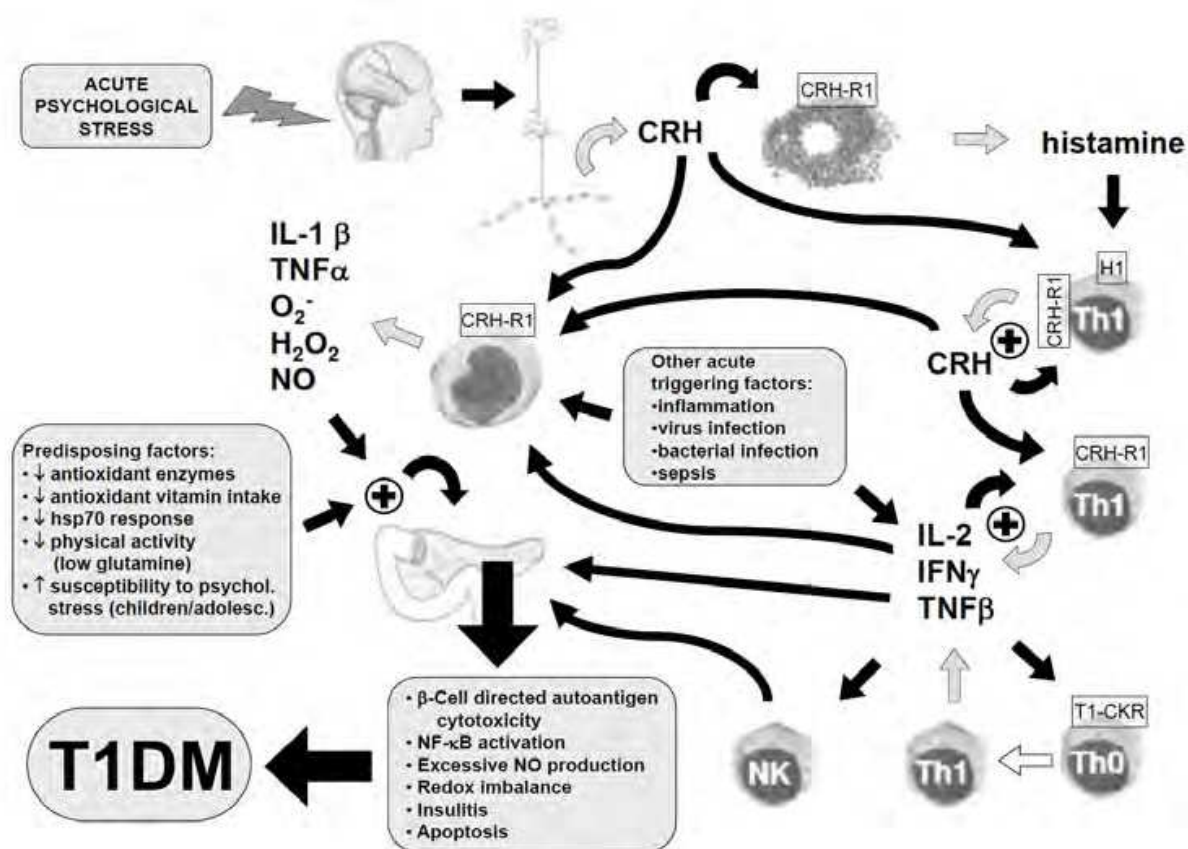 ACUTE
PSYCHOLOGICAL
STRESS
CRH
CRH-R1
histamine
IL-1 β
TNFα
O₂⁻
H₂O₂
NO
CRH-R1
H1
CRH-R1
Th1
CRH
Other acute
triggering factors:
•inflammation
•virus infection
•bacterial infection
•sepsis
CRH-R1
Th1
Predisposing factors:
• ↓ antioxidant enzymes
• ↓ antioxidant vitamin intake
• ↓ hsp70 response
• ↓ physical activity
(low glutamine)
• ↑ susceptibility to psychol.
stress (children/adolesc.)
IL-2
IFNγ
TNFβ
• β-Cell directed autoantigen
cytotoxicity
• NF-κB activation
• Excessive NO production
• Redox imbalance
• Insulitis
• Apoptosis
T1DM
NK
Th1
T1-CKR
Th0